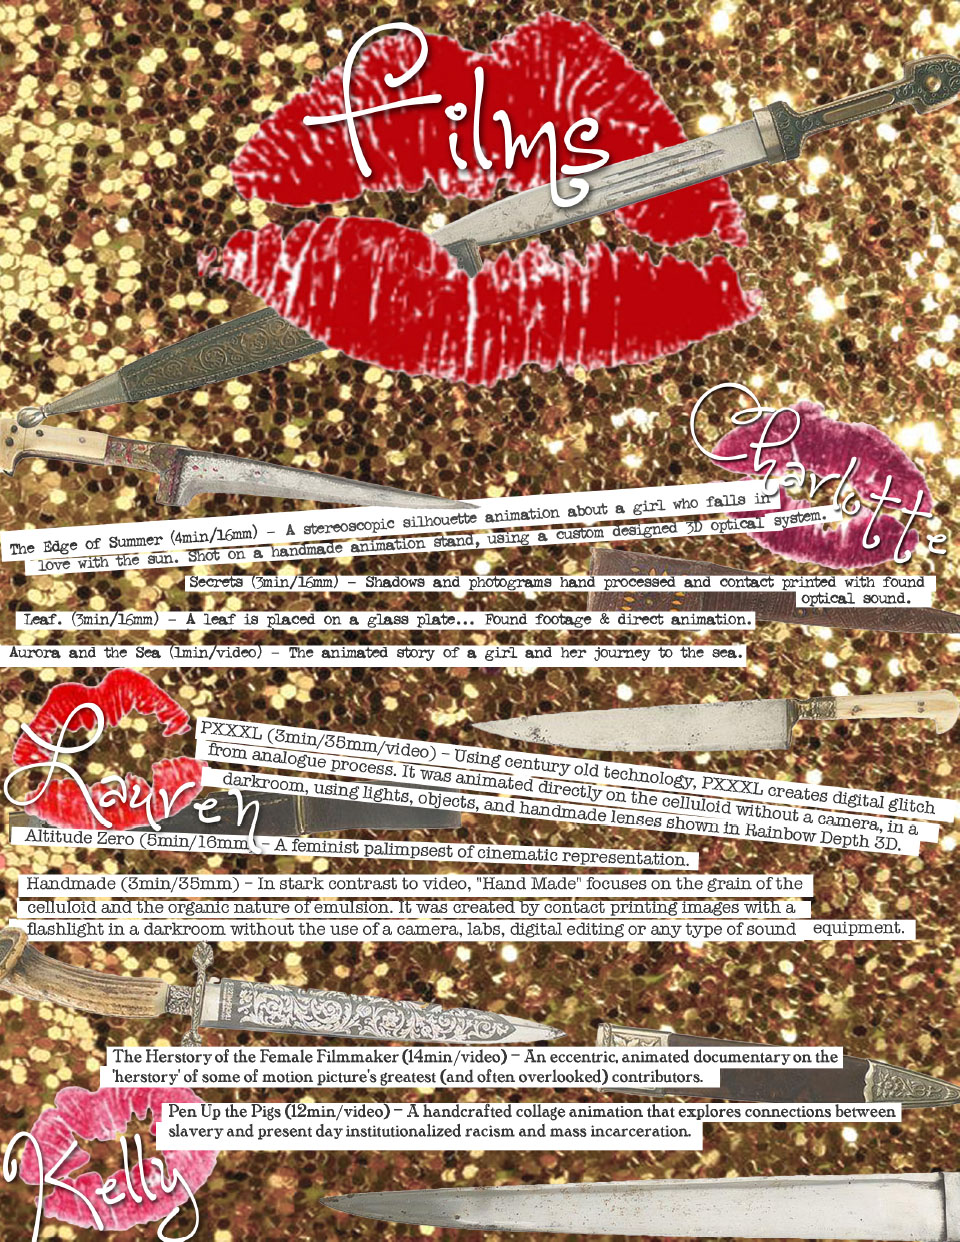 Films
Charlotte
The Edge of Summer (4min/16mm) - A stereoscopic silhouette animation about a girl who falls in
love with the sun. Shot on a handmade animation stand, using a custom designed 3D optical system.
Secrets (3min/16mm) - Shadows and photograms hand processed and contact printed with found
optical sound.
Leaf. (3min/16mm) - A leaf is placed on a glass plate... Found footage & direct animation.
Aurora and the Sea (1min/video) - The animated story of a girl and her journey to the sea.
Lauren
PXXXL (3min/35mm/video) - Using century old technology, PXXXL creates digital glitch
from analogue process. It was animated directly on the celluloid without a camera, in a
darkroom, using lights, objects, and handmade lenses shown in Rainbow Depth 3D.
Altitude Zero (5min/16mm) - A feminist palimpsest of cinematic representation.
Handmade (3min/35mm) - In stark contrast to video, "Hand Made" focuses on the grain of the
celluloid and the organic nature of emulsion. It was created by contact printing images with a
flashlight in a darkroom without the use of a camera, labs, digital editing or any type of sound equipment.
The Herstory of the Female Filmmaker (14min/video) – An eccentric, animated documentary on the
'herstory' of some of motion picture's greatest (and often overlooked) contributors.
Pen Up the Pigs (12min/video) – A handcrafted collage animation that explores connections between
slavery and present day institutionalized racism and mass incarceration.
Kelly